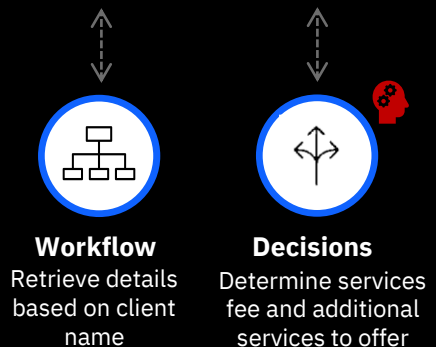 Workflow
Retrieve details
based on client
name
Decisions
Determine services
fee and additional
services to offer